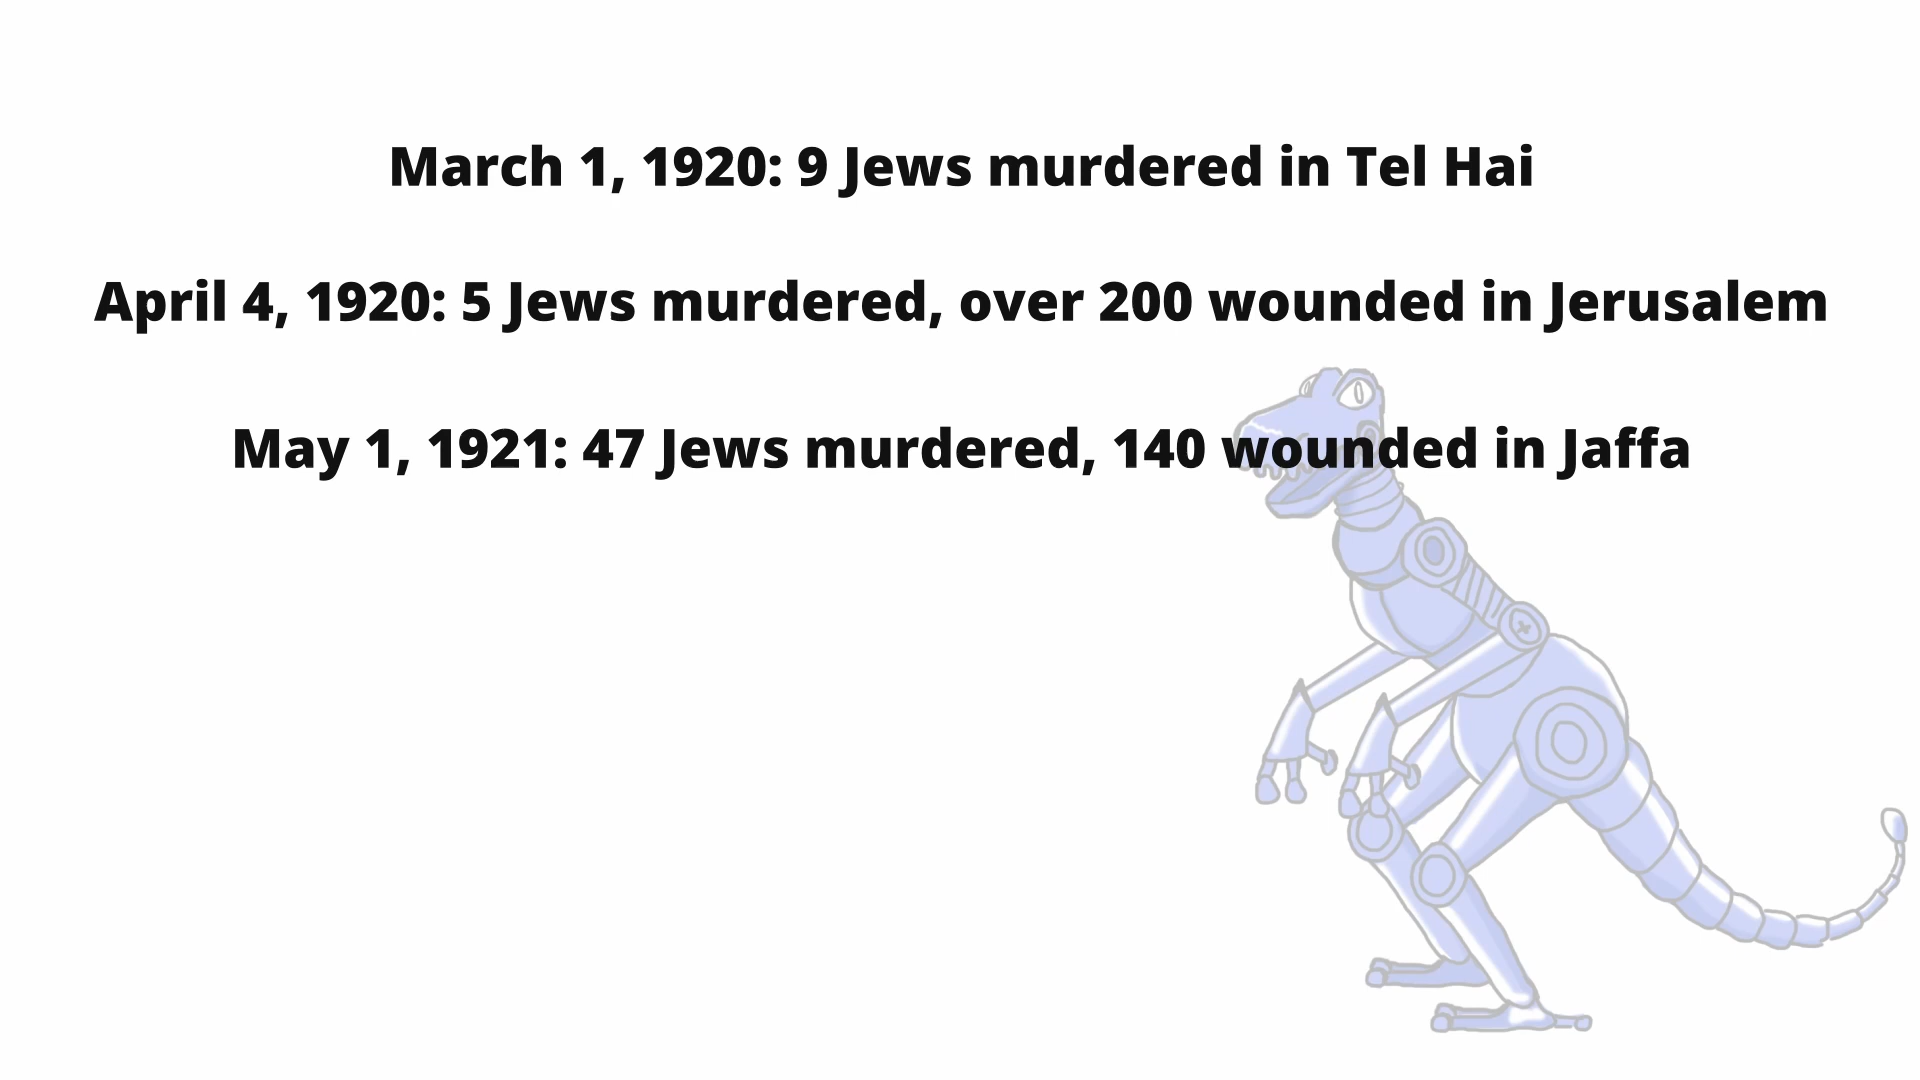 March 1, 1920: 9 Jews murdered in Tel Hai
April 4, 1920: 5 Jews murdered, over 200 wounded in Jerusalem
May 1, 1921: 47 Jews murdered, 140 wounded in Jaffa